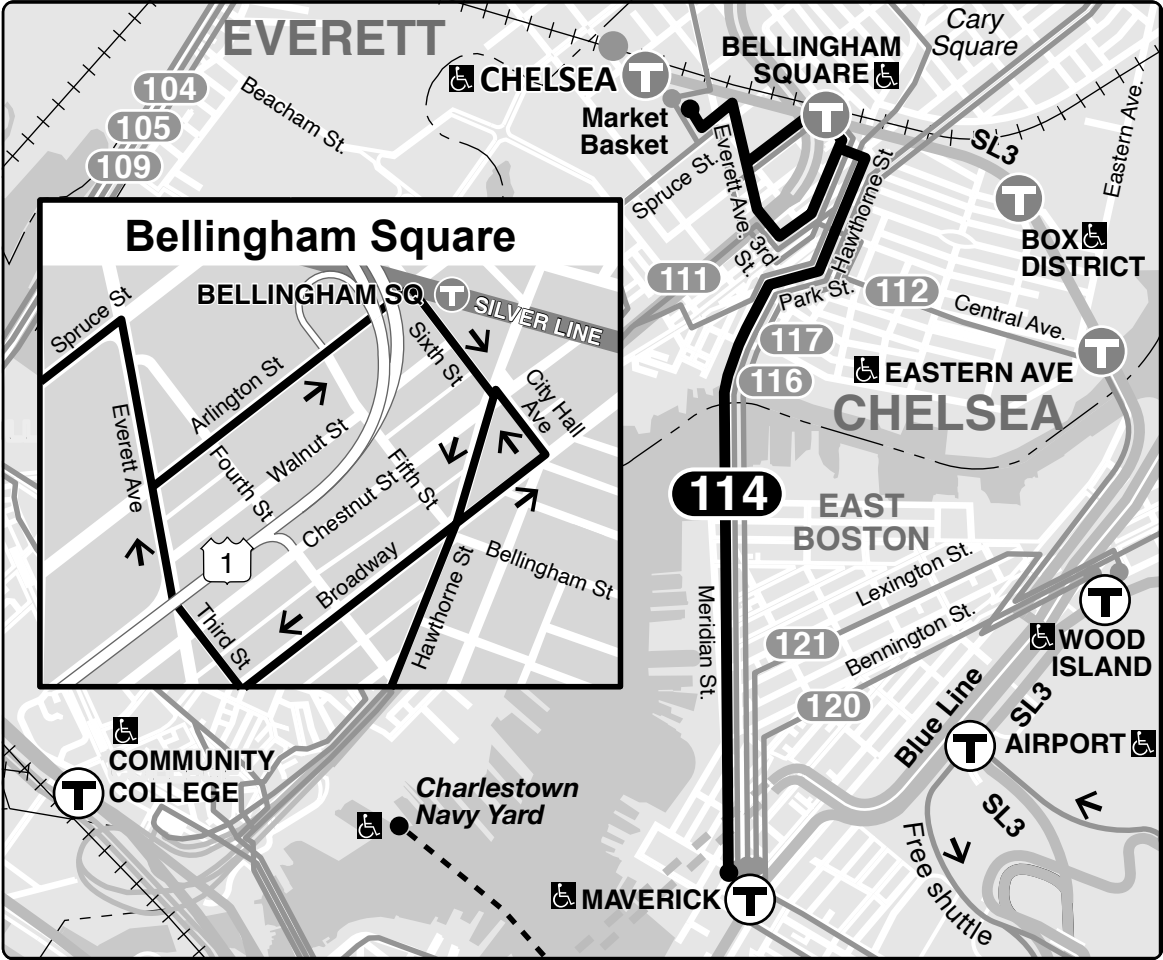 EVERETT
Cary
Square
BELLINGHAM
SQUARE
T
CHELSEA
T
104
105
109
Beacham St.
Market
Basket
T
SL3
Eastern Ave.
Spruce St.
Everett Ave.
3rd
St.
Hawthorne St
T
BOX
DISTRICT
111
Park St.
112
Central Ave.
117
116
T
EASTERN AVE
CHELSEA
Bellingham Square
BELLINGHAM SQ
T
SILVER LINE
Spruce St
Sixth St
City Hall
Ave
Arlington St
Everett Ave
Fourth St
Walnut St
Fifth St
Chestnut St
1
Broadway
Bellingham St
Third St
Hawthorne St
114
EAST
BOSTON
Lexington St.
Bennington St.
Meridian St.
121
120
T
WOOD
ISLAND
Blue Line
SL3
T
AIRPORT
SL3
Free shuttle
COMMUNITY
COLLEGE
T
Charlestown
Navy Yard
MAVERICK
T